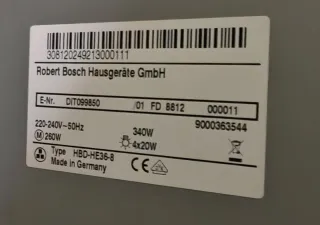 308120249213000111
Robert Bosch Hausgeräte GmbH
E-Nr. DIT099850 /01 FD 8812 000011
9000363544
220-240V~50Hz 340W
M 260W 4x20W
Type HBD-HE36-8
Made in Germany CE